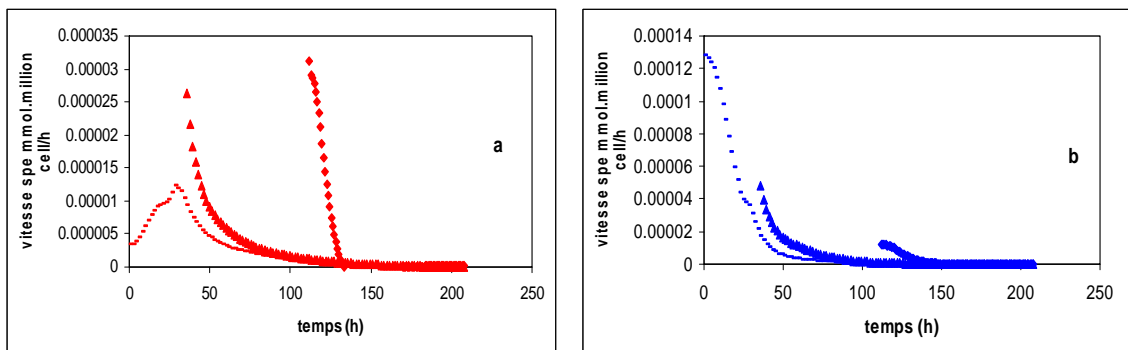 0.000035
0.00003
0.000025
0.00002
0.000015
0.00001
0.000005
0
vitesse spe mmol.million
cell/h
a
0 50 100 150 200 250
temps (h)
0.00014
0.00012
0.0001
0.00008
0.00006
0.00004
0.00002
0
vitesse spe mmol.million
cell/h
b
0 50 100 150 200 250
temps (h)